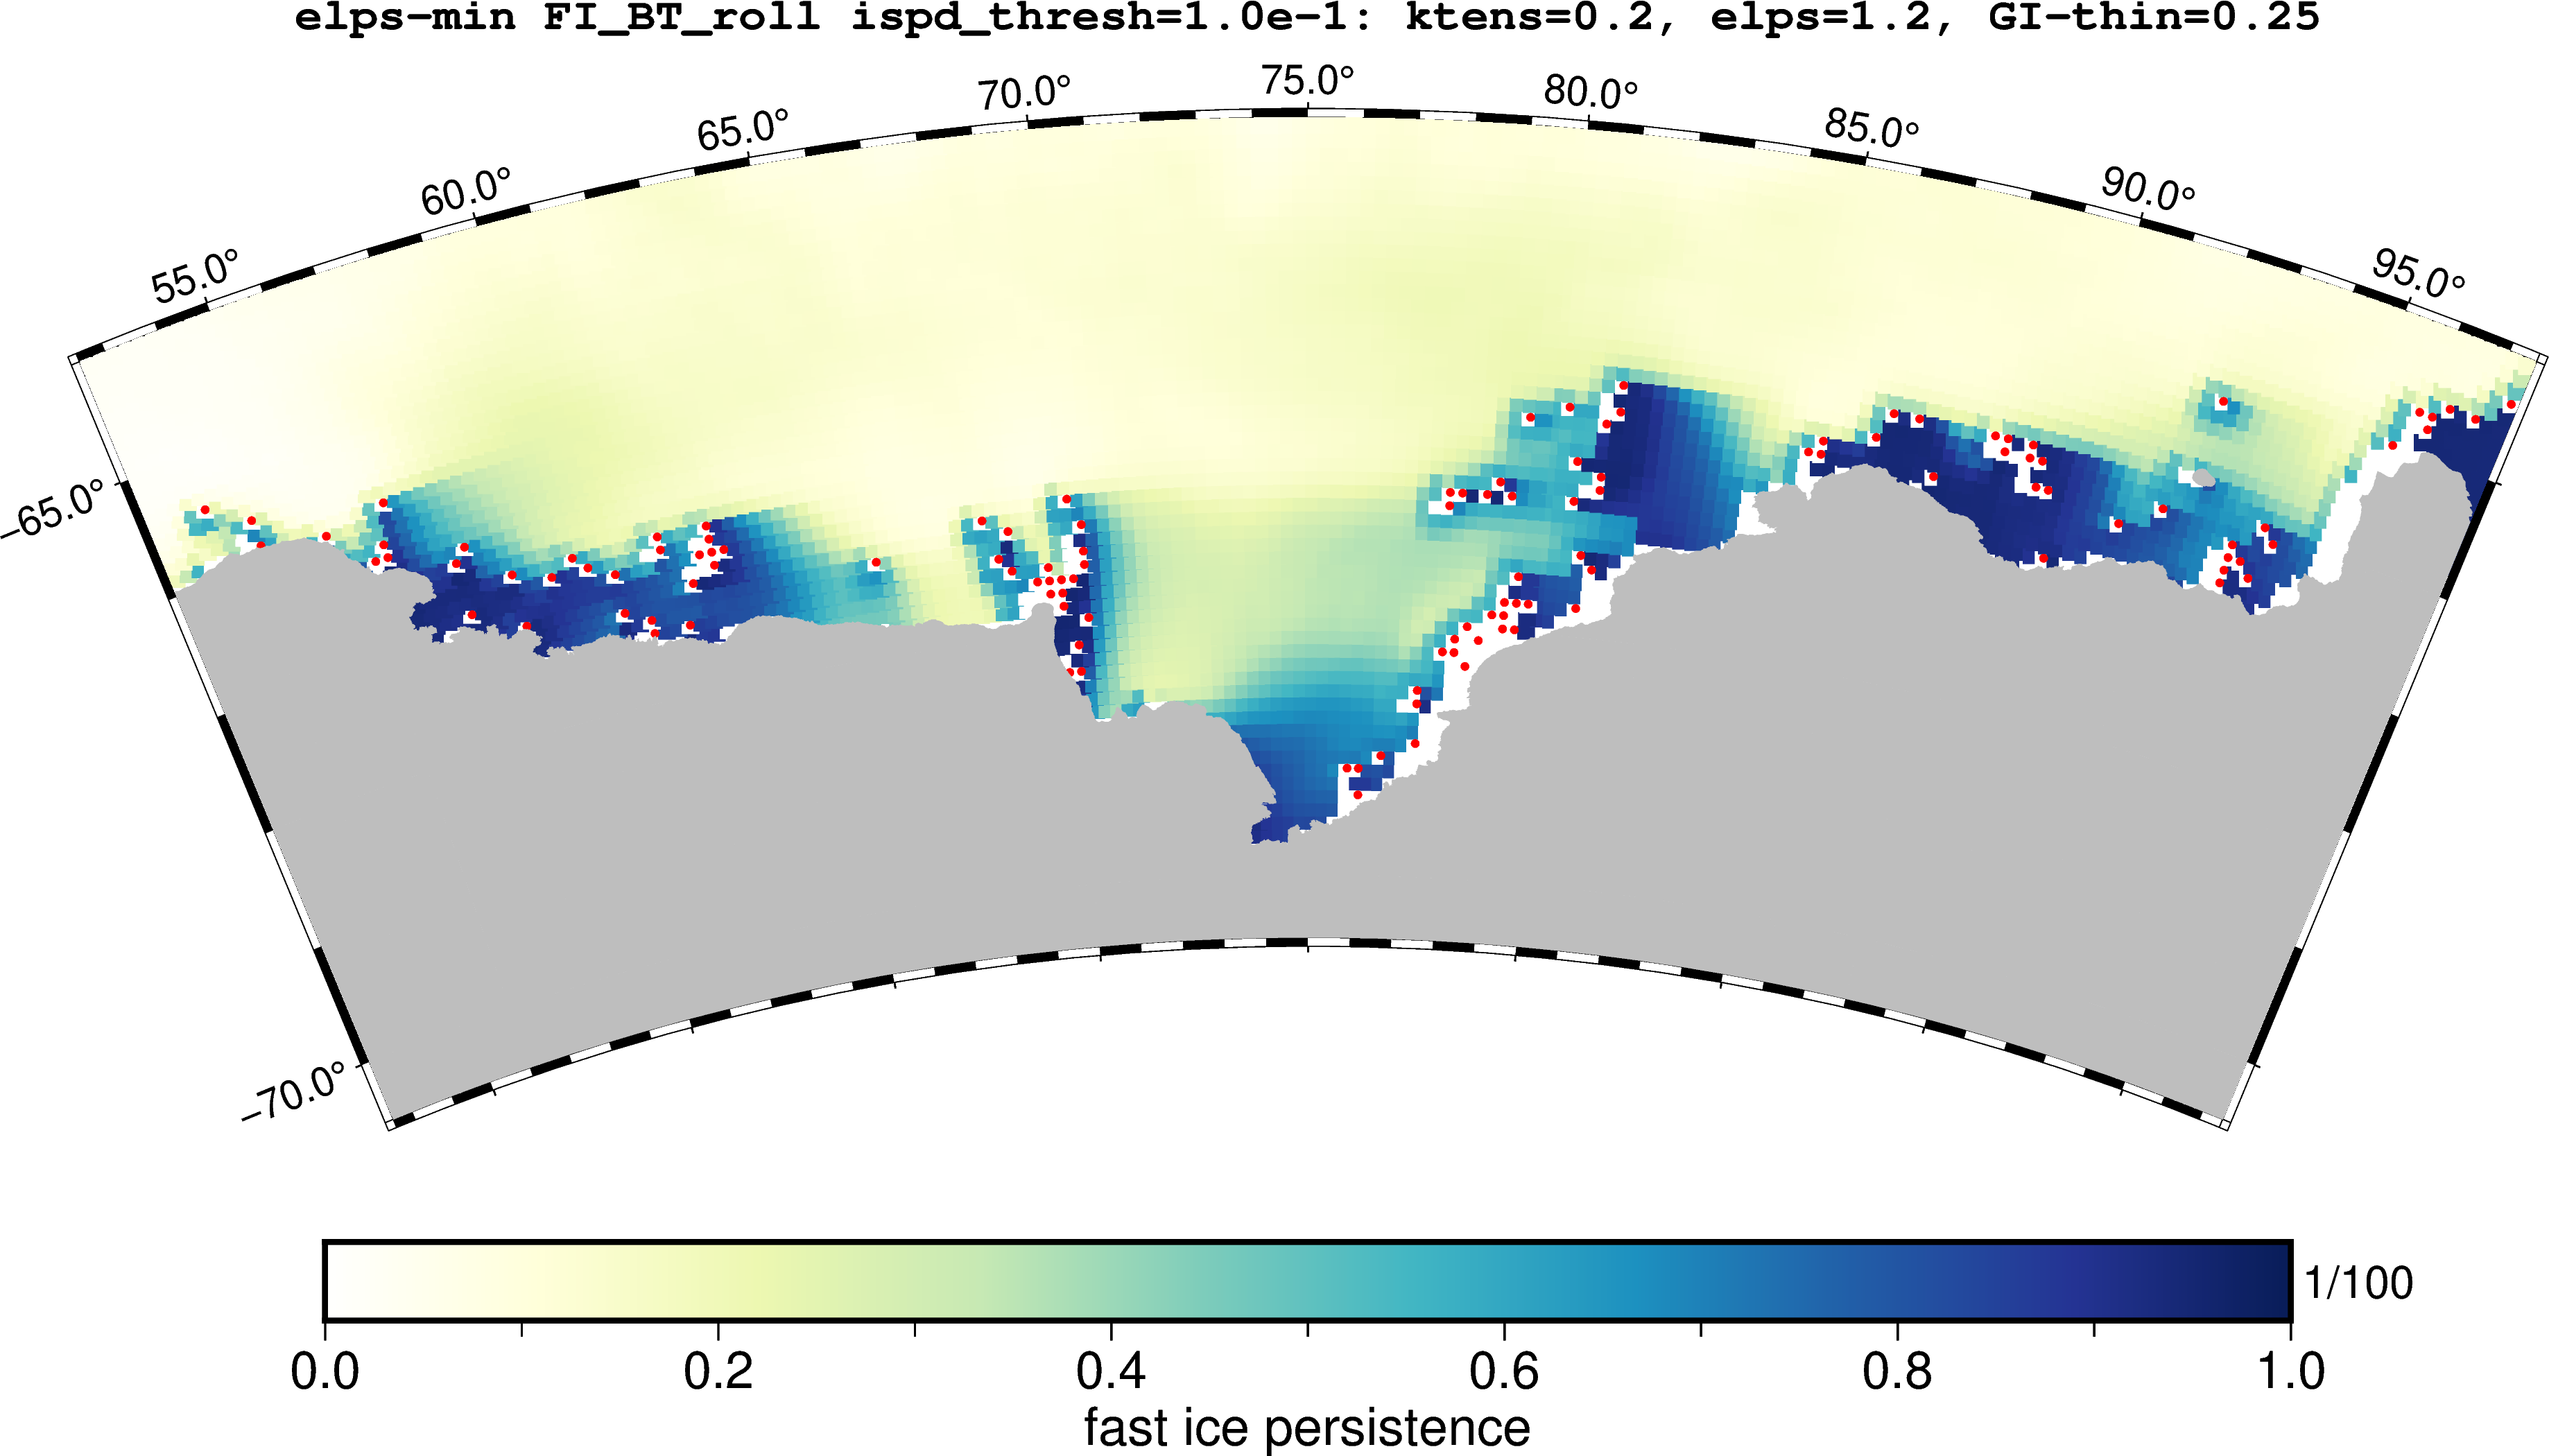 elps-min FI_BT_roll ispd_thresh=1.0e-1: ktens=0.2, elps=1.2, GI-thin=0.25
55.0° 60.0° 65.0° 70.0° 75.0° 80.0° 85.0° 90.0° 95.0°
-65.0°
-70.0°
1/100
0.0 0.2 0.4 0.6 0.8 1.0
fast ice persistence